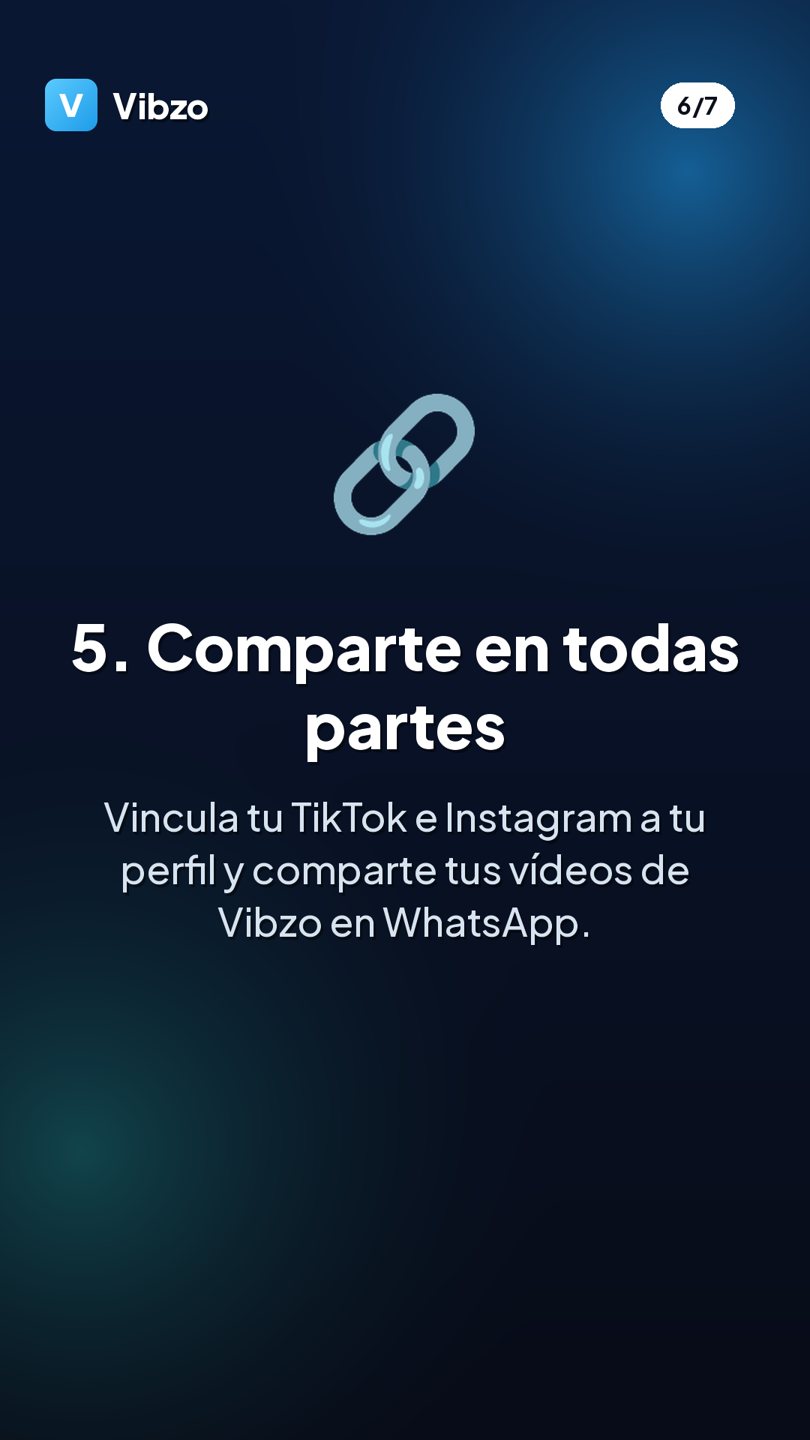 V Vibzo
6/7
5. Comparte en todas
partes
Vincula tu TikTok e Instagram a tu
perfil y comparte tus vídeos de
Vibzo en WhatsApp.